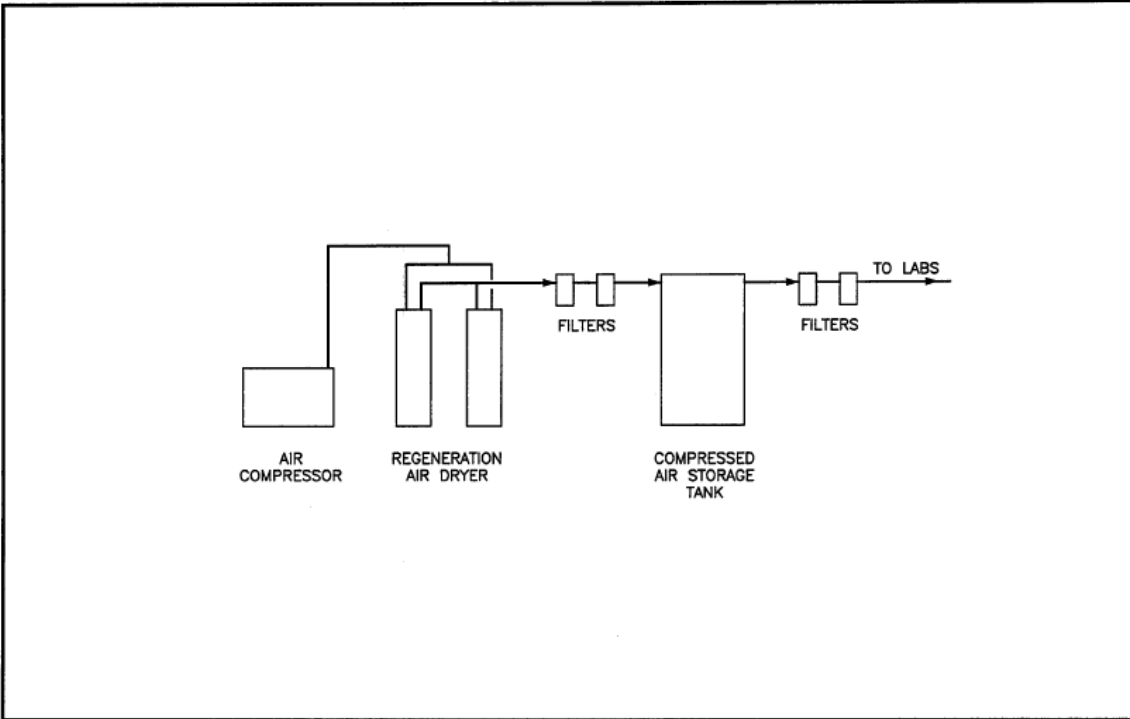 TO LABS
FILTERS
FILTERS
AIR
COMPRESSOR
REGENERATION
AIR DRYER
COMPRESSED
AIR STORAGE
TANK